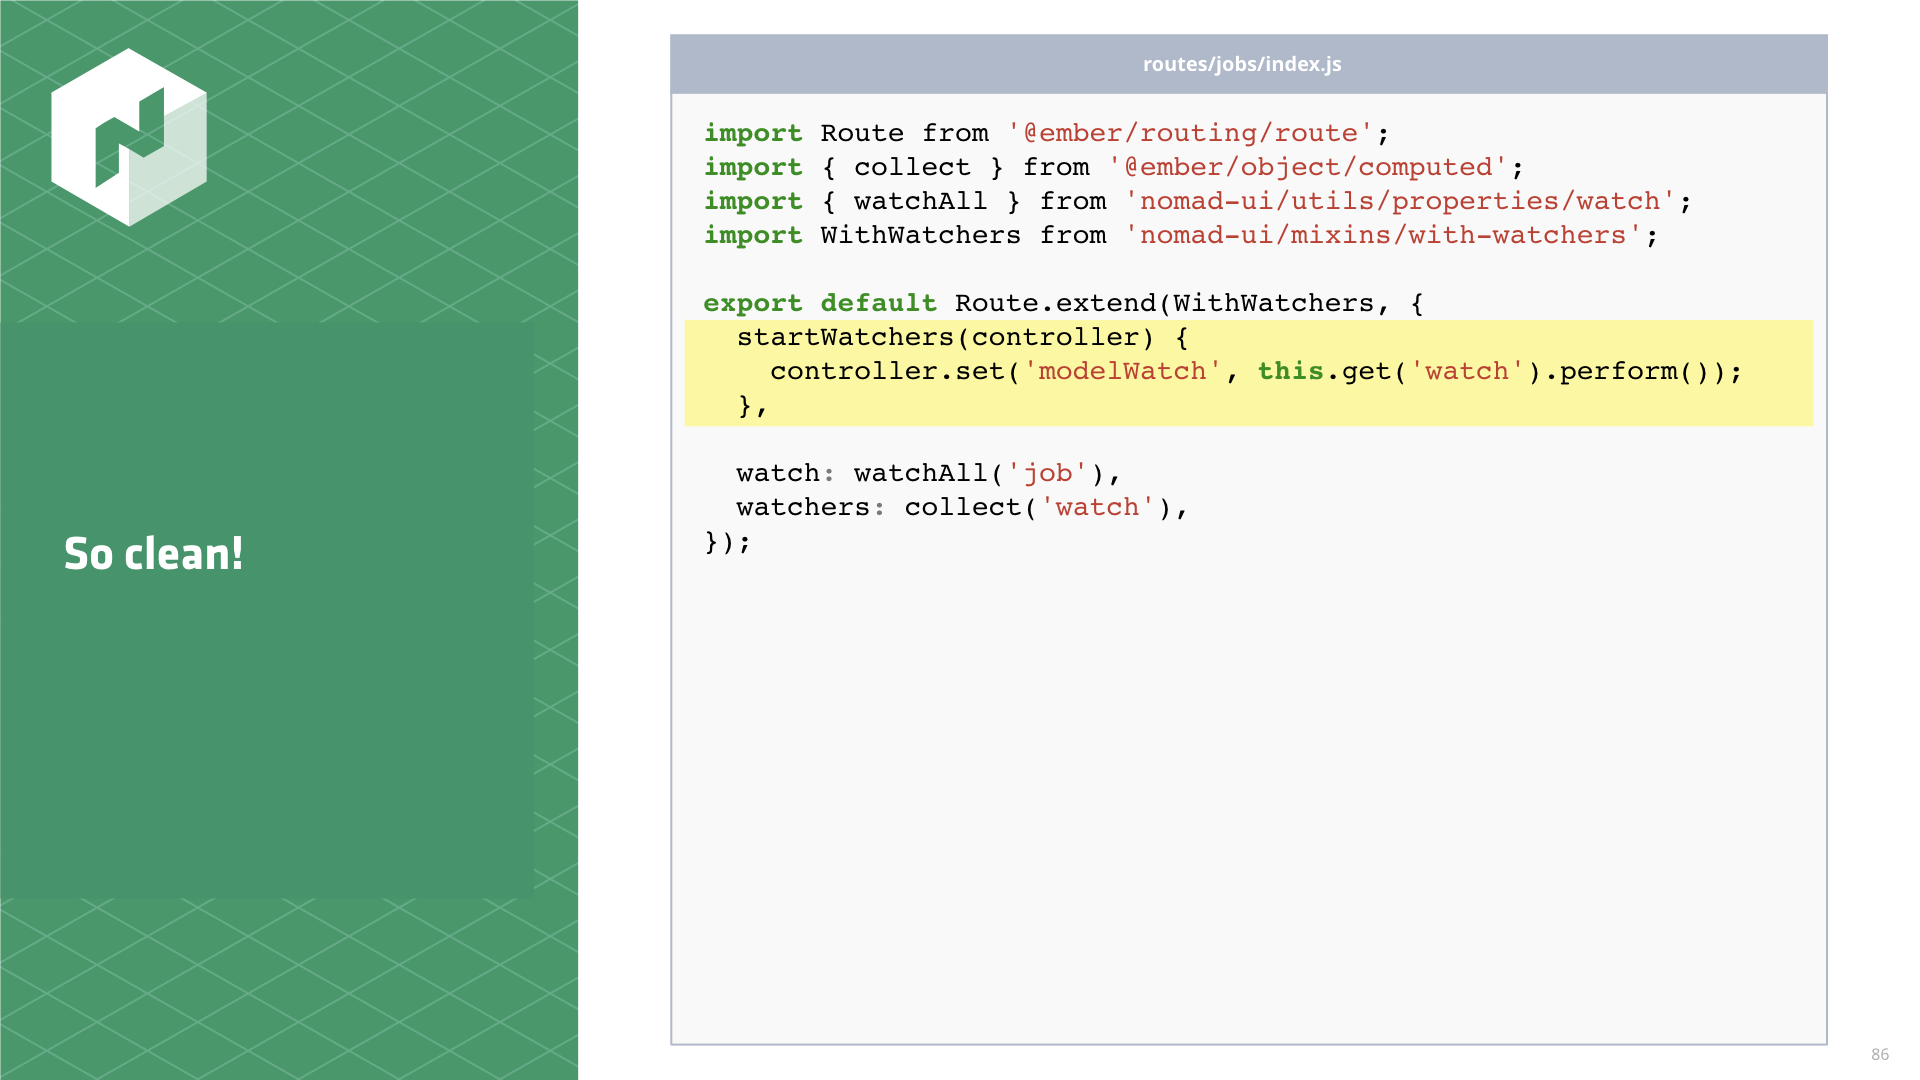 So clean!
routes/jobs/index.js
import Route from '@ember/routing/route';
import { collect } from '@ember/object/computed';
import { watchAll } from 'nomad-ui/utils/properties/watch';
import WithWatchers from 'nomad-ui/mixins/with-watchers';

export default Route.extend(WithWatchers, {
  startWatchers(controller) {
    controller.set('modelWatch', this.get('watch').perform());
  },

  watch: watchAll('job'),
  watchers: collect('watch'),
});
86